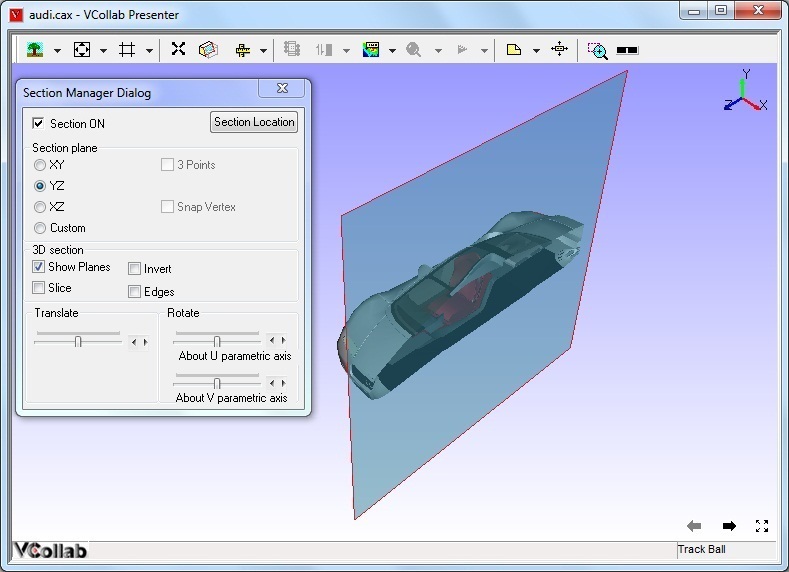 audi.cax - VCollab Presenter
Section Manager Dialog
Section ON
Section Location
Section plane
XY
3 Points
YZ
XZ
Snap Vertex
Custom
3D section
Show Planes
Invert
Slice
Edges
Translate
Rotate
About U parametric axis
About V parametric axis
Y
Z
X
VCollab
Track Ball